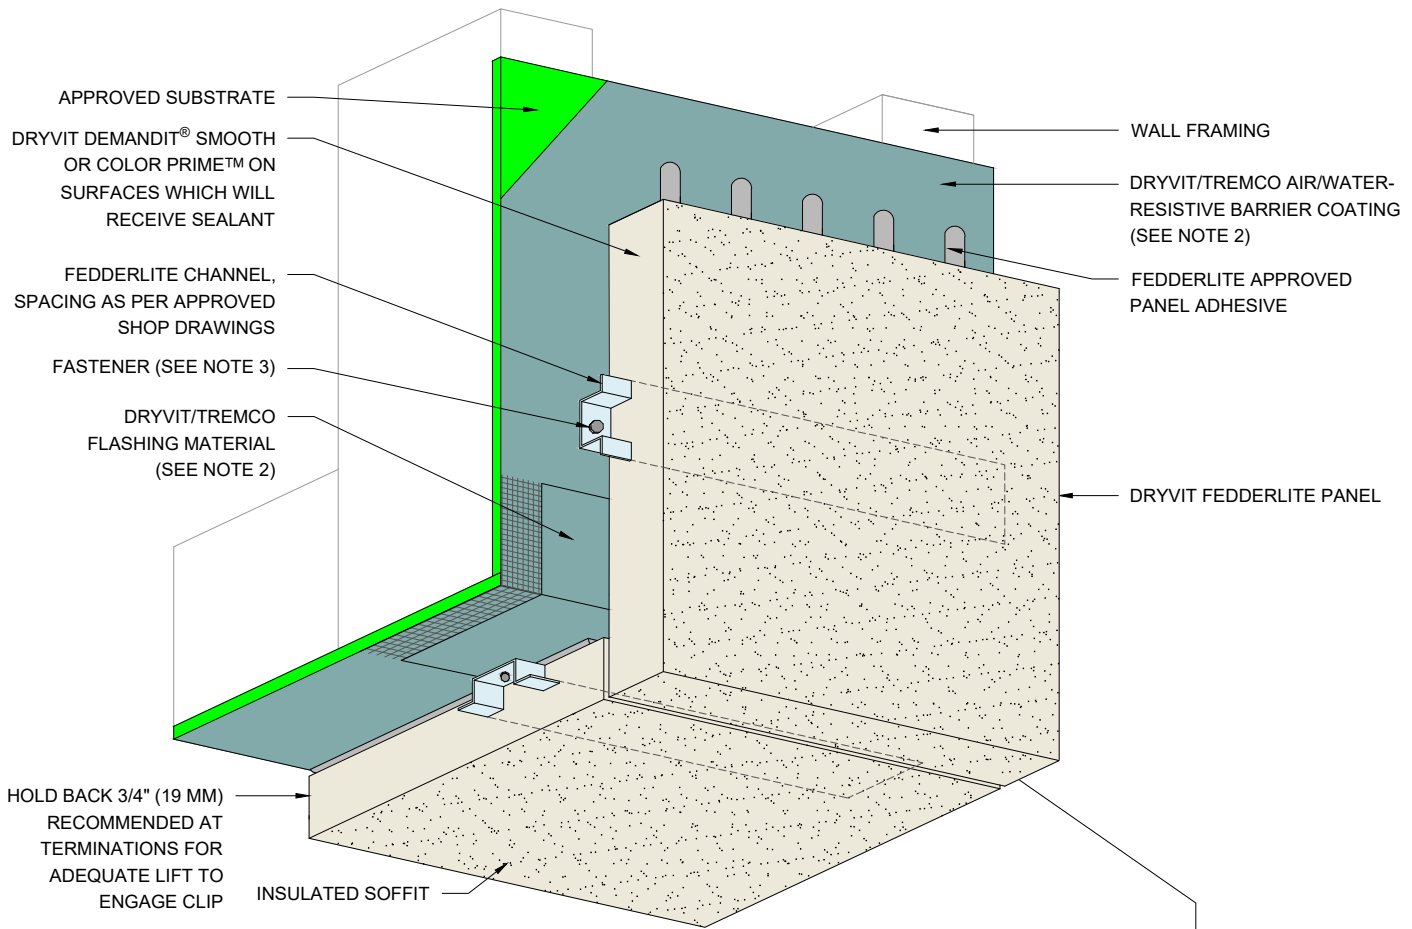 APPROVED SUBSTRATE
DRYVIT DEMANDIT® SMOOTH
OR COLOR PRIME™ ON
SURFACES WHICH WILL
RECEIVE SEALANT
FEDDERLITE CHANNEL,
SPACING AS PER APPROVED
SHOP DRAWINGS
FASTENER (SEE NOTE 3)
DRYVIT/TREMCO
FLASHING MATERIAL
(SEE NOTE 2)
HOLD BACK 3/4" (19 MM)
RECOMMENDED AT
TERMINATIONS FOR
ADEQUATE LIFT TO
ENGAGE CLIP
INSULATED SOFFIT
WALL FRAMING
DRYVIT/TREMCO AIR/WATER-
RESISTIVE BARRIER COATING
(SEE NOTE 2)
FEDDERLITE APPROVED
PANEL ADHESIVE
DRYVIT FEDDERLITE PANEL